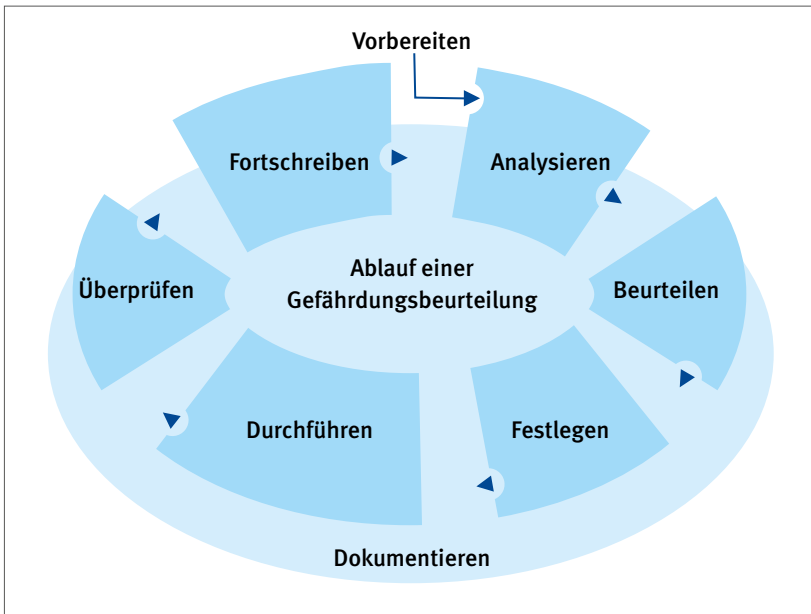 Vorbereiten
Fortschreiben
Analysieren
Überprüfen
Ablauf einer
Gefährdungsbeurteilung
Beurteilen
Durchführen
Festlegen
Dokumentieren